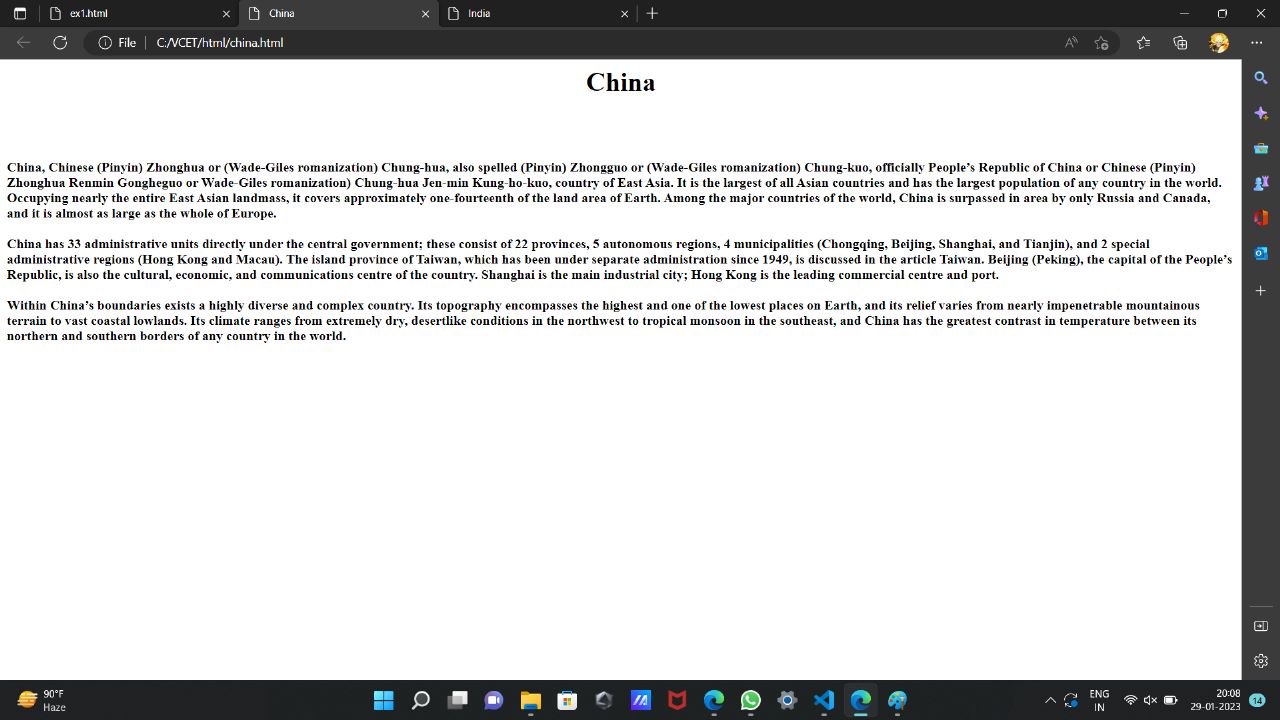 ex1.html
China
India
File
C:/VCET/html/china.html
China
China, Chinese (Pinyin) Zhonghua or (Wade-Giles romanization) Chung-hua, also spelled (Pinyin) Zhongguo or (Wade-Giles romanization) Chung-kuo, officially People’s Republic of China or Chinese (Pinyin)
Zhonghua Renmin Gongheguo or Wade-Giles romanization) Chung-hua Jen-min Kung-ho-kuo, country of East Asia. It is the largest of all Asian countries and has the largest population of any country in the world.
Occupying nearly the entire East Asian landmass, it covers approximately one-fourteenth of the land area of Earth. Among the major countries of the world, China is surpassed in area by only Russia and Canada,
and it is almost as large as the whole of Europe.
China has 33 administrative units directly under the central government; these consist of 22 provinces, 5 autonomous regions, 4 municipalities (Chongqing, Beijing, Shanghai, and Tianjin), and 2 special
administrative regions (Hong Kong and Macau). The island province of Taiwan, which has been under separate administration since 1949, is discussed in the article Taiwan. Beijing (Peking), the capital of the People’s
Republic, is also the cultural, economic, and communications centre of the country. Shanghai is the main industrial city; Hong Kong is the leading commercial centre and port.
Within China’s boundaries exists a highly diverse and complex country. Its topography encompasses the highest and one of the lowest places on Earth, and its relief varies from nearly impenetrable mountainous
terrain to vast coastal lowlands. Its climate ranges from extremely dry, desertlike conditions in the northwest to tropical monsoon in the southeast, and China has the greatest contrast in temperature between its
northern and southern borders of any country in the world.
90°F
Haze
ENG
IN
20:08
29-01-2023
14